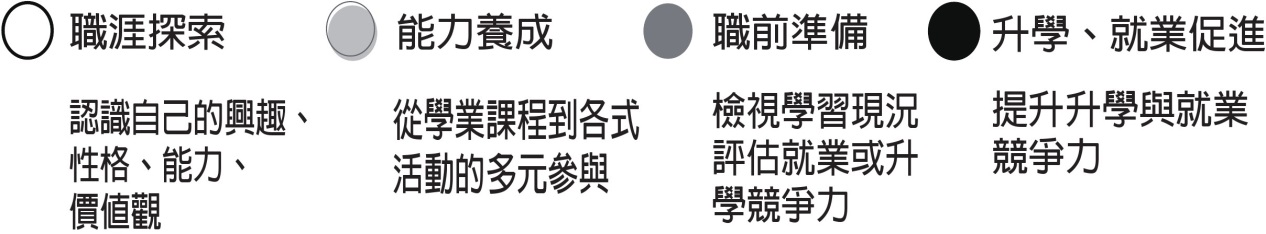 職涯探索
認識自己的興趣、
性格、能力、
價值觀
能力養成
從學業課程到各式
活動的多元參與
職前準備
檢視學習現況
評估就業或升
學競爭力
升學、就業促進
提升升學與就業
競爭力